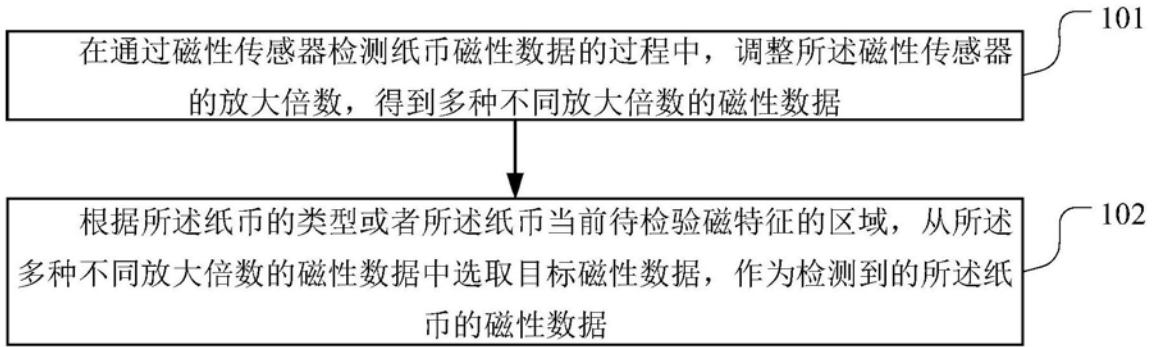 101
在通过磁性传感器检测纸币磁性数据的过程中，调整所述磁性传感器
的放大倍数，得到多种不同放大倍数的磁性数据
102
根据所述纸币的类型或者所述纸币当前待检验磁特征的区域，从所述
多种不同放大倍数的磁性数据中选取目标磁性数据，作为检测到的所述纸
币的磁性数据